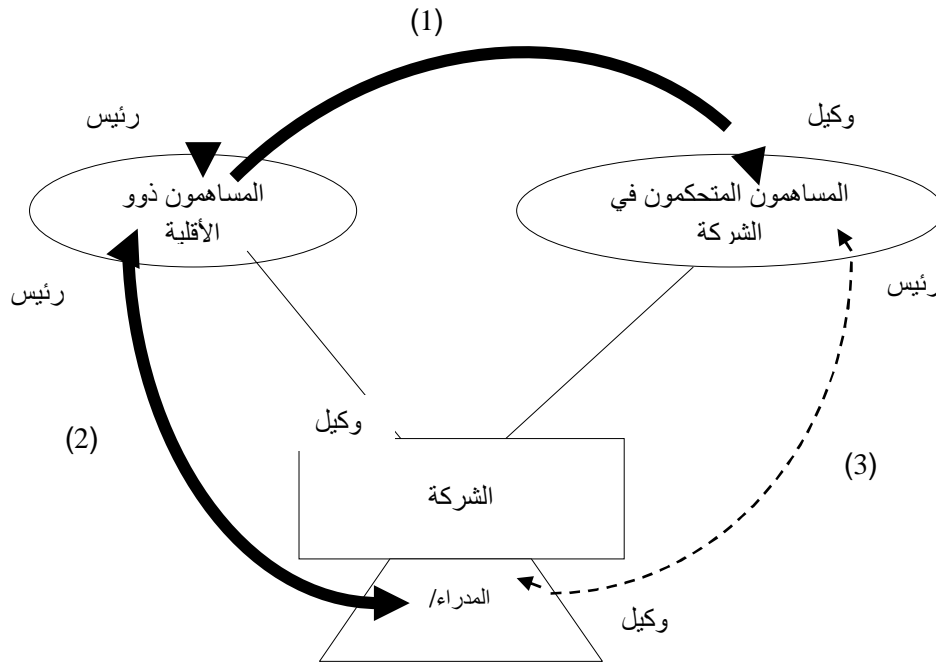 (1)
رئيس
وكيل
المساهمون ذوو
الأقلية
المساهمون المتحكمون في
الشركة
رئيس
رئيس
وكيل
(2)
(3)
الشركة
المدراء/
وكيل